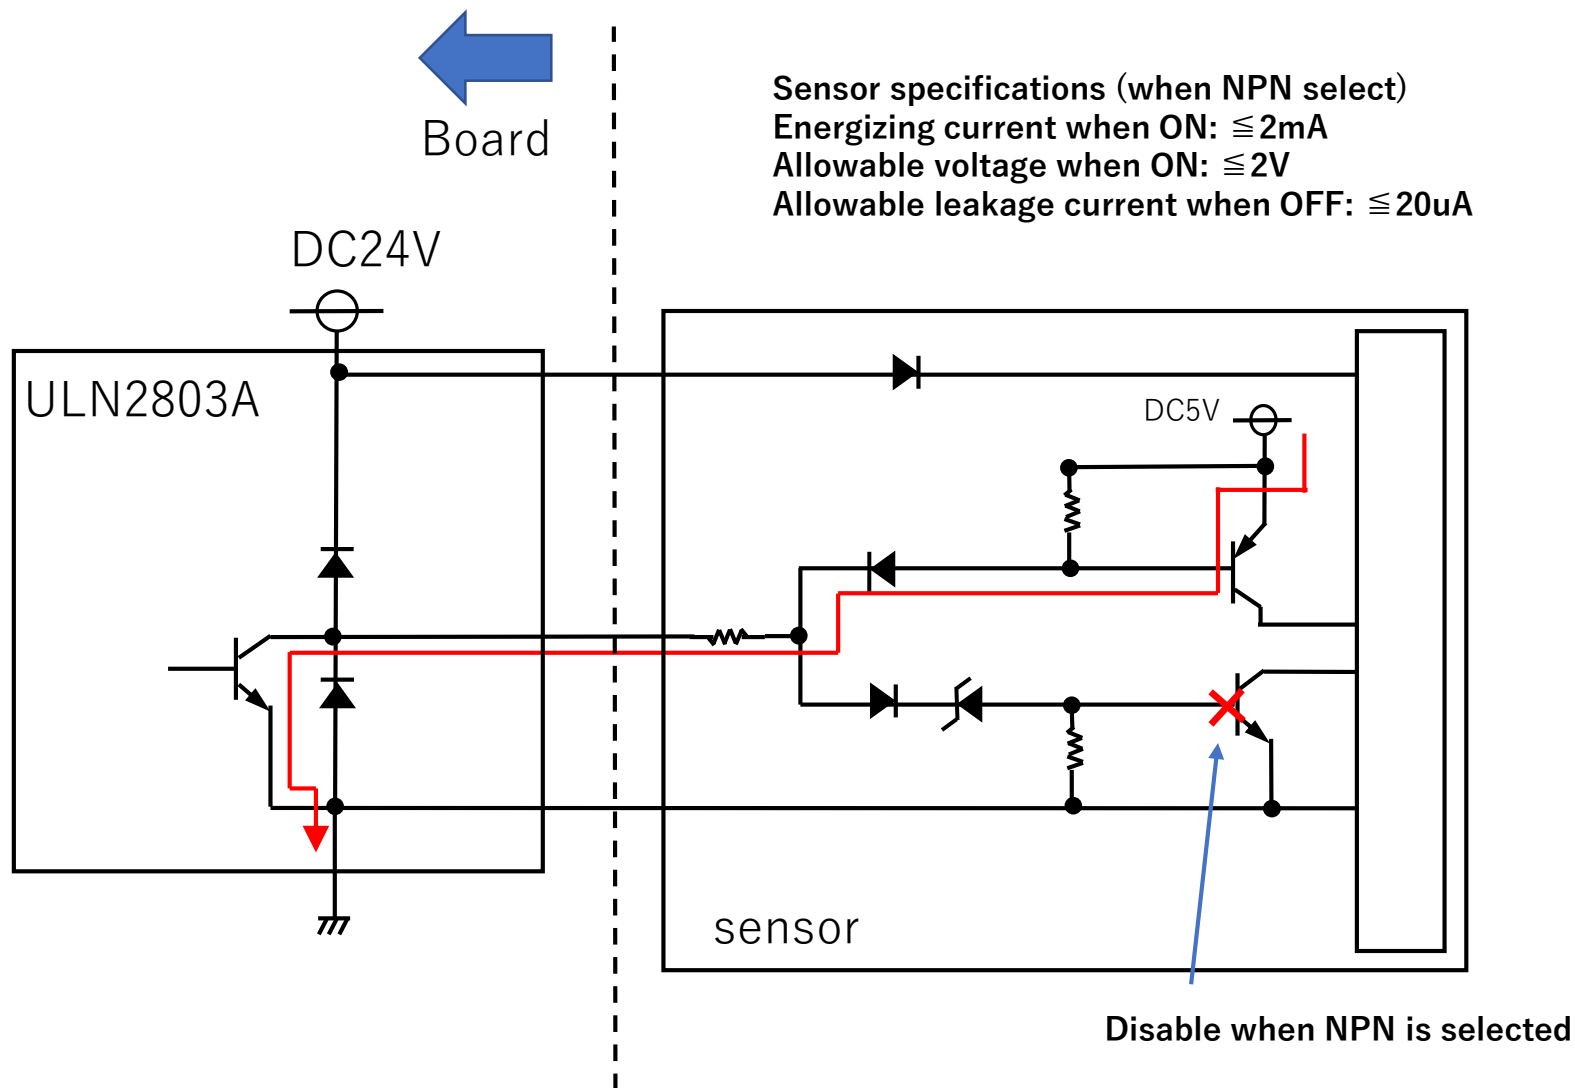 Board
Sensor specifications (when NPN select)
Energizing current when ON: ≦2mA
Allowable voltage when ON: ≦2V
Allowable leakage current when OFF: ≦20uA
DC24V
ULN2803A
DC5V
sensor
Disable when NPN is selected